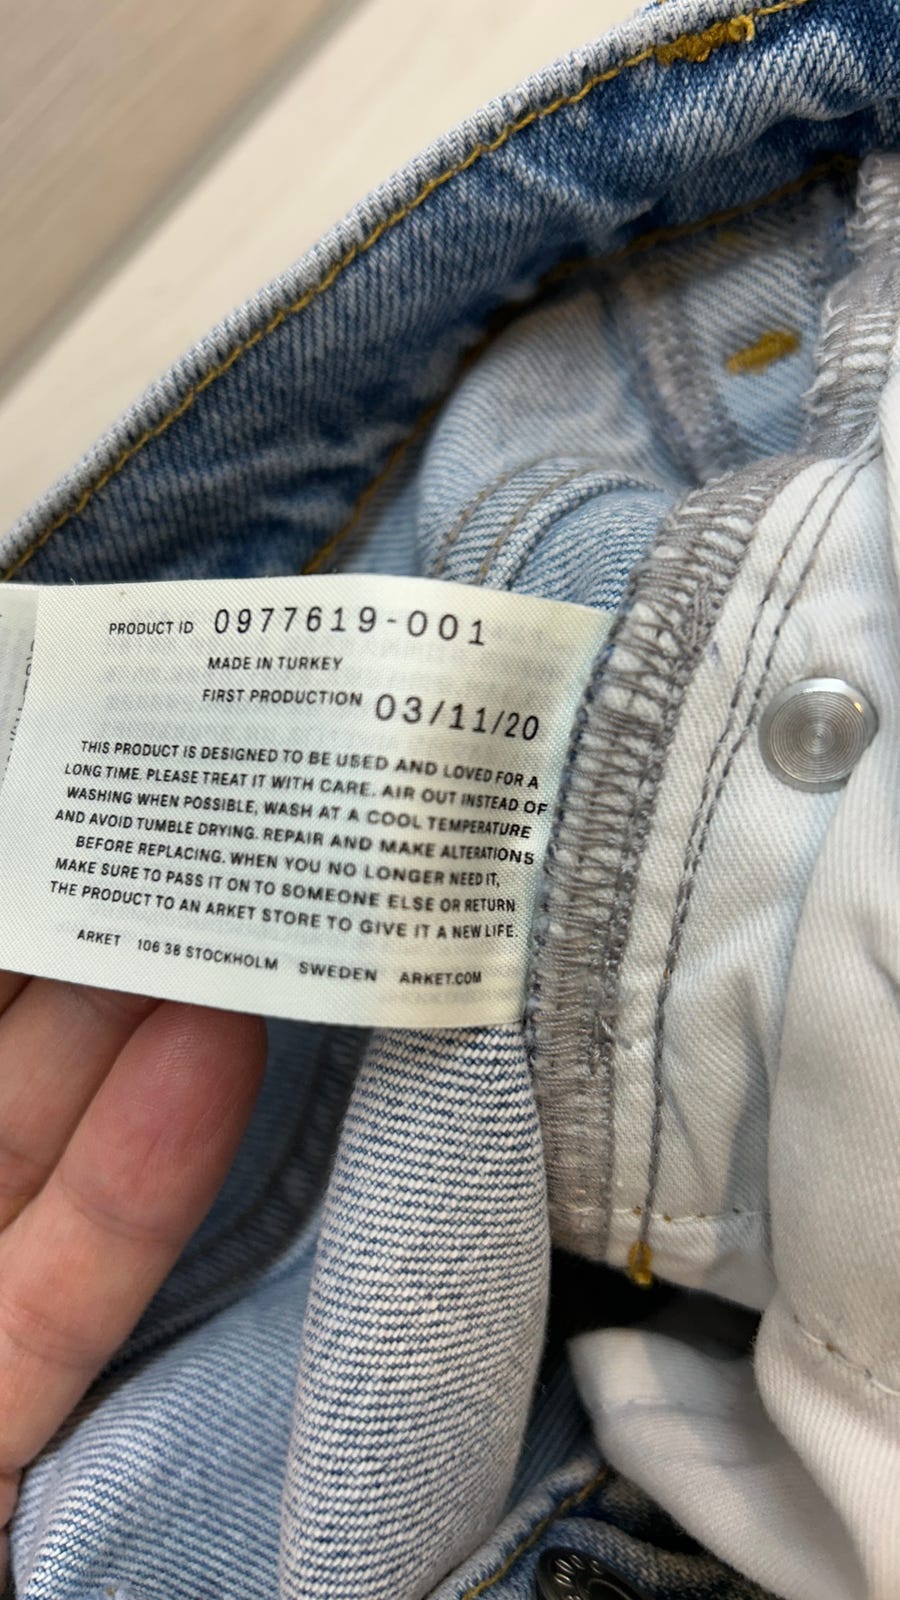 PRODUCT ID 0977619-001
MADE IN TURKEY
FIRST PRODUCTION 03/11/20
THIS PRODUCT IS DESIGNED TO BE USED AND LOVED FOR A
LONG TIME. PLEASE TREAT IT WITH CARE. AIR OUT INSTEAD OF
WASHING WHEN POSSIBLE, WASH AT A COOL TEMPERATURE
AND AVOID TUMBLE DRYING. REPAIR AND MAKE ALTERATIONS
BEFORE REPLACING. WHEN YOU NO LONGER NEED IT,
MAKE SURE TO PASS IT ON TO SOMEONE ELSE OR RETURN
THE PRODUCT TO AN ARKET STORE TO GIVE IT A NEW LIFE.
ARKET 106 38 STOCKHOLM SWEDEN ARKET.COM